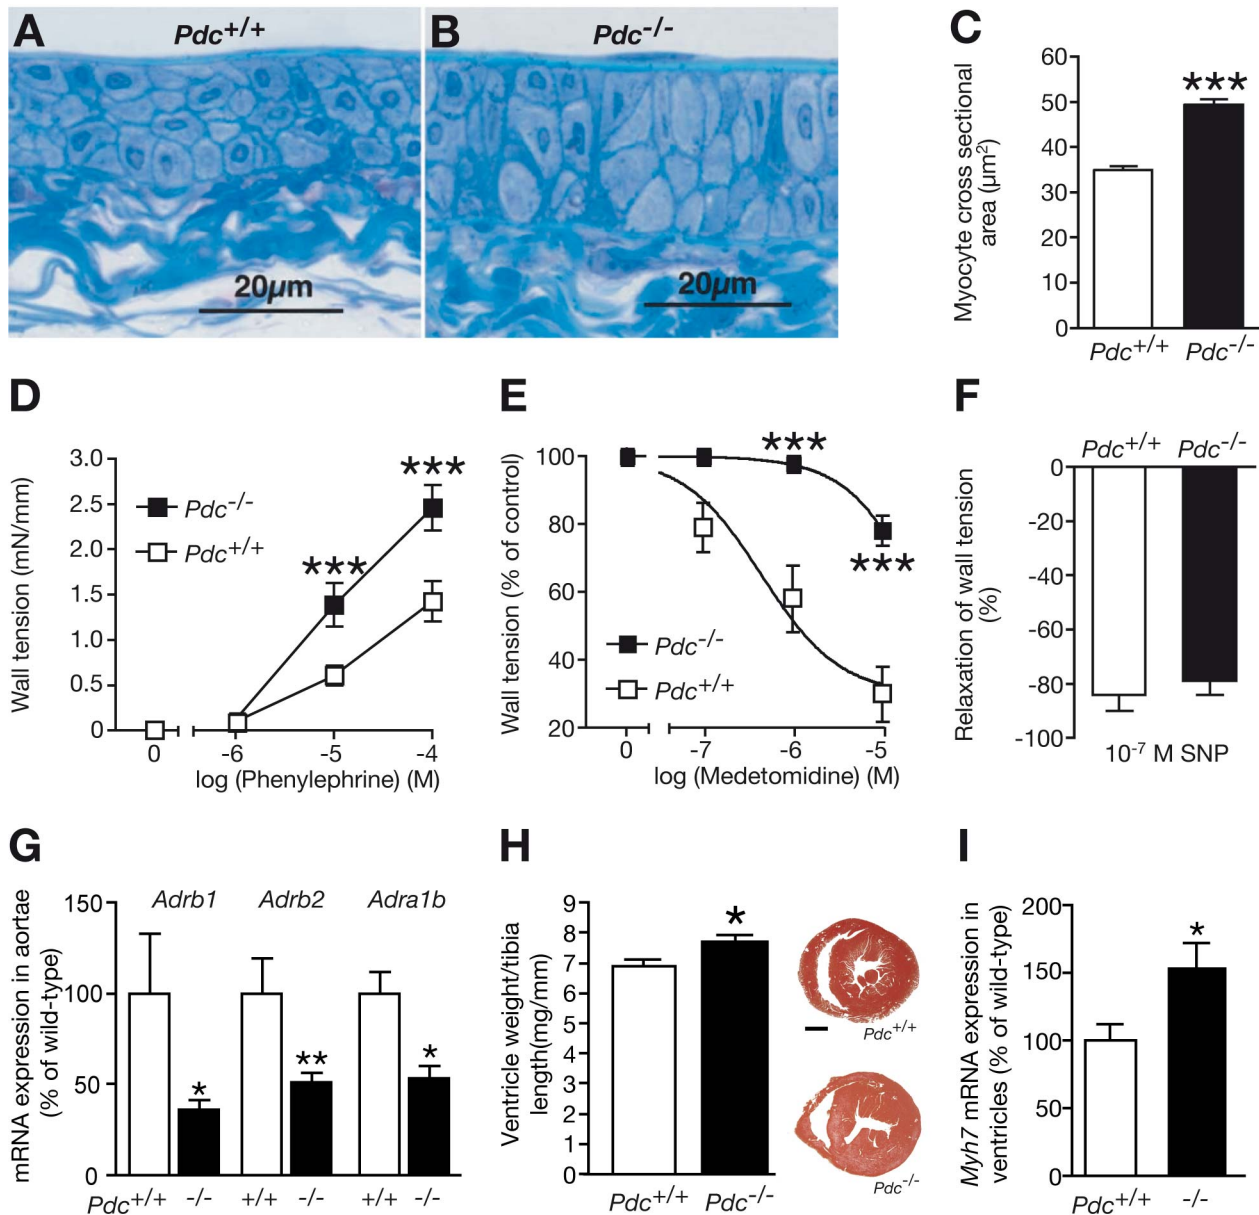 A
Pdc+/+
20µm
B
Pdc-/-
20µm
C
Myocyte cross sectional
area (µm²)
60
50
40
30
20
10
0
***
Pdc+/+
Pdc-/-
D
Wall tension (mN/mm)
3.0
2.5
2.0
1.5
1.0
0.5
0
***
***
Pdc-/-
Pdc+/+
0
-6
-5
-4
log (Phenylephrine) (M)
E
Wall tension (% of control)
100
80
60
40
20
***
***
Pdc-/-
Pdc+/+
0
-7
-6
-5
log (Medetomidine) (M)
F
Pdc+/+
Pdc-/-
Relaxation of wall tension
(%)
0
-20
-40
-60
-80
-100
10-7 M SNP
G
mRNA expression in aortae
(% of wild-type)
150
100
50
0
Adrb1
Adrb2
Adra1b
*
**
*
Pdc+/+
-/-
+/+
-/-
+/+
-/-
H
Ventricle weight/tibia
length(mg/mm)
9
8
7
6
5
4
3
2
1
0
*
Pdc+/+
Pdc-/-
Pdc+/+
Pdc-/-
I
Myh7 mRNA expression in
ventricles (% of wild-type)
200
150
100
50
0
*
Pdc+/+
-/-